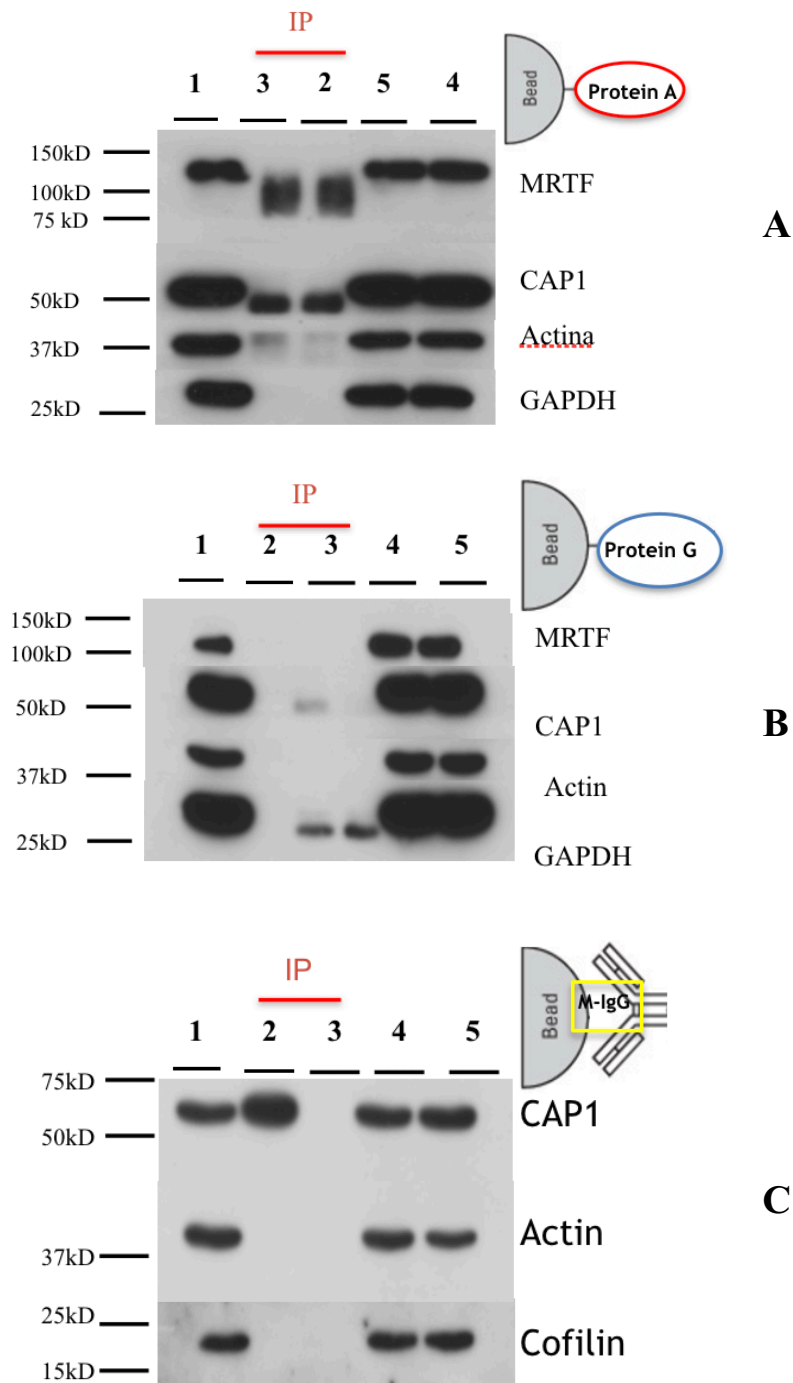 IP
1 3 2 5 4
Bead
Protein A
150kD
100kD
75 kD
MRTF
A
CAP1
50kD
Actina
37kD
GAPDH
25kD
IP
1 2 3 4 5
Bead
Protein G
150kD
MRTF
100kD
50kD
CAP1
B
37kD
Actin
25kD
GAPDH
IP
1 2 3 4 5
Bead
M-IgG
75kD
CAP1
50kD
C
Actin
37kD
25kD
Cofilin
15kD